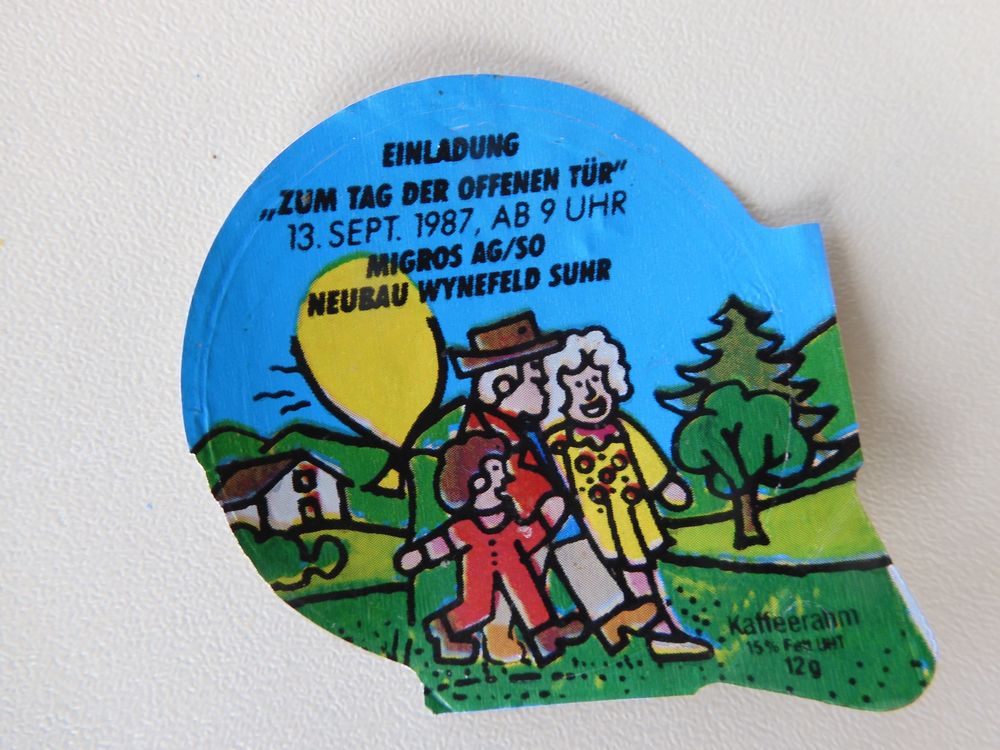 EINLADUNG
„ZUM TAG DER OFFENEN TÜR"
13. SEPT. 1987, AB 9 UHR
MIGROS AG/SO
NEUBAU WYNEFELD SUHR
Kaffeerahm
15% Fett UHT
12g